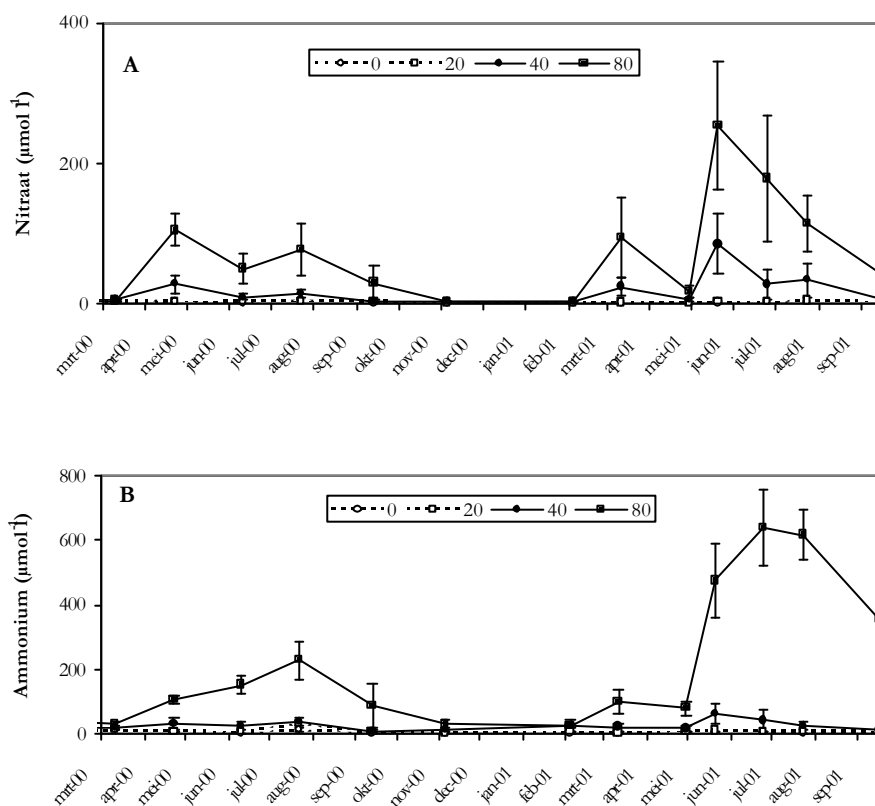 400
A
0 20 40 80
Nitraat (µmol l-1)
200
0
mrt-00 apr-00 mei-00 jun-00 jul-00 aug-00 sep-00 okt-00 nov-00 dec-00 jan-01 feb-01 mrt-01 apr-01 mei-01 jun-01 jul-01 aug-01 sep-01
800
B
0 20 40 80
Ammonium (µmol-1)
600
400
200
0
mrt-00 apr-00 mei-00 jun-00 jul-00 aug-00 sep-00 okt-00 nov-00 dec-00 jan-01 feb-01 mrt-01 apr-01 mei-01 jun-01 jul-01 aug-01 sep-01